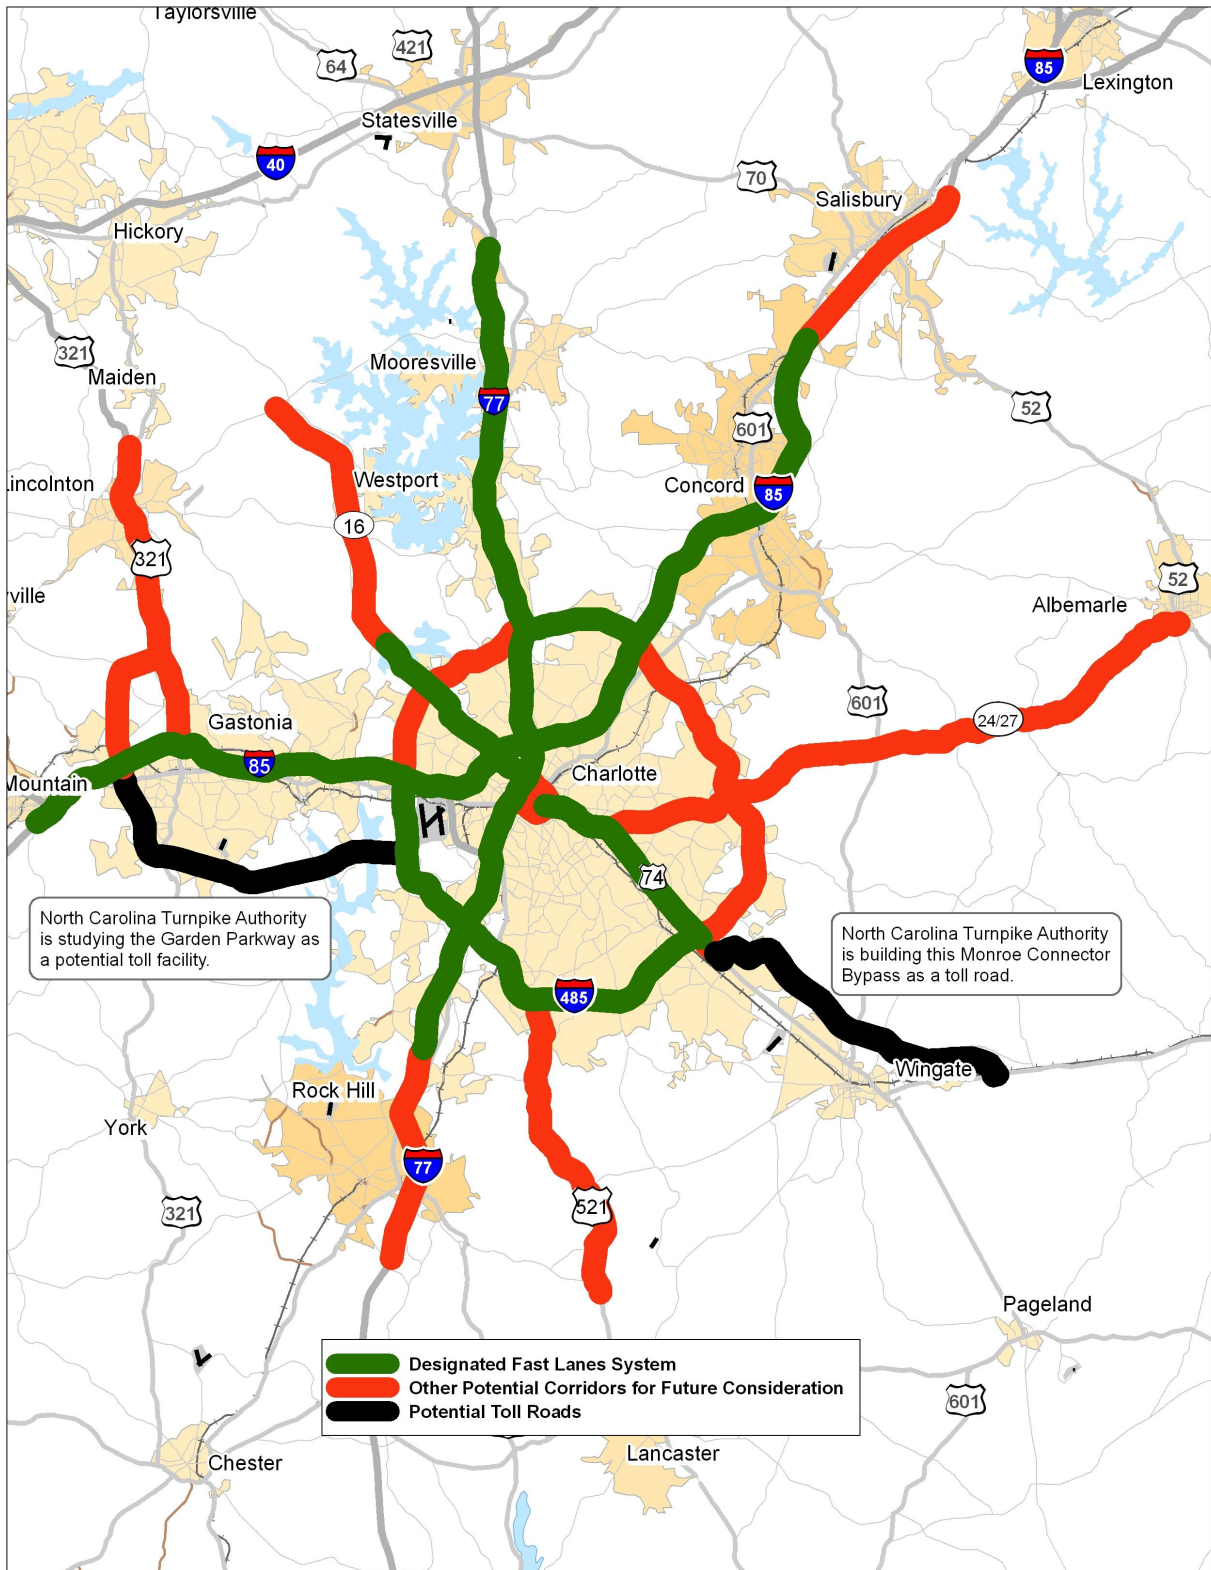 Taylorsville
421
64
85
Lexington
Statesville
40
70
Salisbury
Hickory
321
Maiden
Mooresville
77
52
601
Westport
Concord
85
incolnton
16
321
52
ville
Albemarle
601
24/27
Gastonia
85
Mountain
Charlotte
74
North Carolina Turnpike Authority
is studying the Garden Parkway as
a potential toll facility.
North Carolina Turnpike Authority
is building this Monroe Connector
Bypass as a toll road.
485
Wingate
Rock Hill
York
77
321
521
Pageland
Designated Fast Lanes System
Other Potential Corridors for Future Consideration
Potential Toll Roads
601
Lancaster
Chester